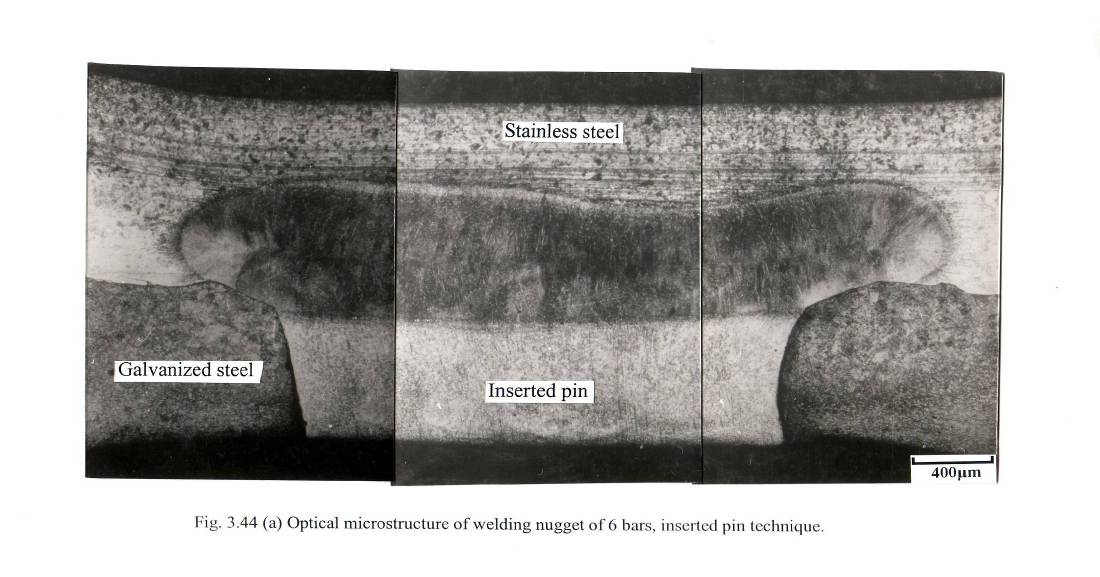 Stainless steel
Galvanized steel
Inserted pin
400µm
Fig. 3.44 (a) Optical microstructure of welding nugget of 6 bars, inserted pin technique.